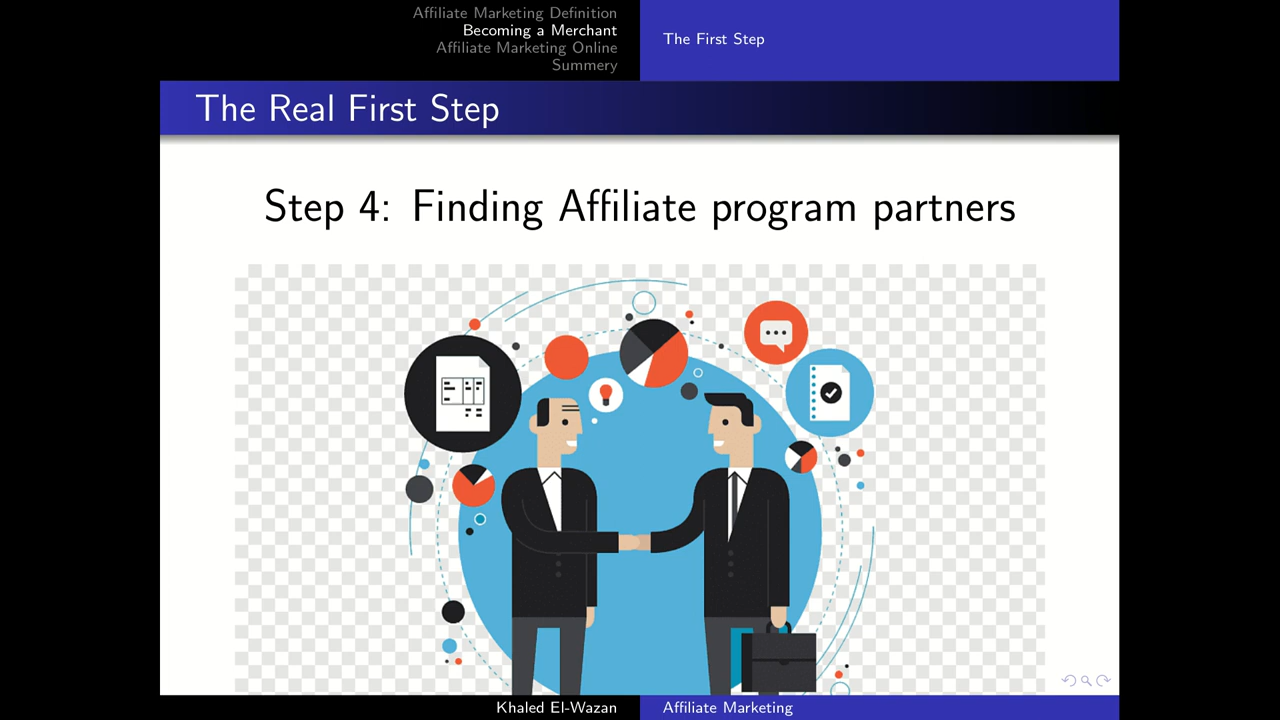 Affiliate Marketing Definition
Becoming a Merchant
Affiliate Marketing Online
Summery
The First Step
The Real First Step
Step 4: Finding Affiliate program partners
Khaled El-Wazan
Affiliate Marketing